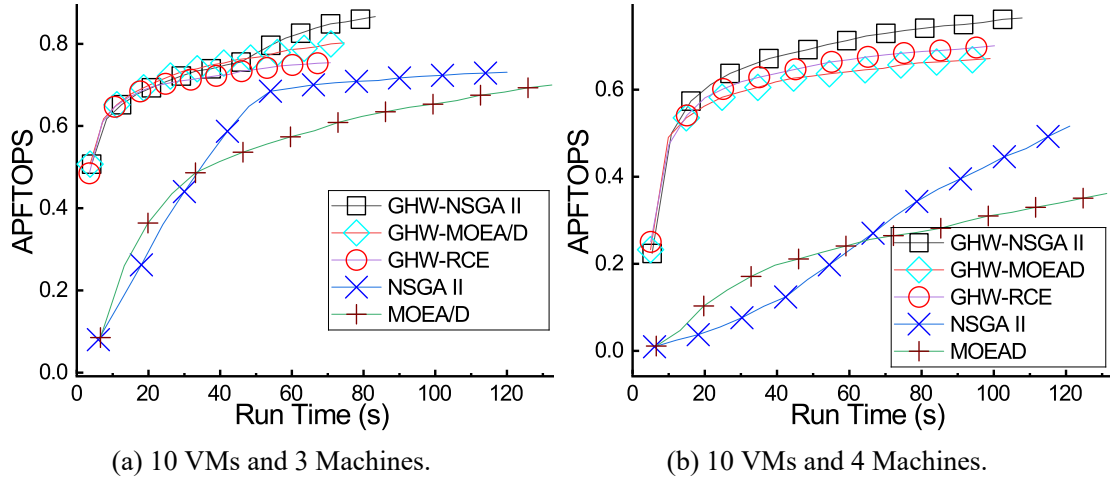 APFTOPS
0.8
0.6
0.4
0.2
0.0
GHW-NSGA II
GHW-MOEA/D
GHW-RCE
NSGA II
MOEA/D
0 20 40 60 80 100 120
Run Time (s)
(a) 10 VMs and 3 Machines.
APFTOPS
0.6
0.4
0.2
0.0
GHW-NSGA II
GHW-MOEAD
GHW-RCE
NSGA II
MOEAD
0 20 40 60 80 100 120
Run Time (s)
(b) 10 VMs and 4 Machines.